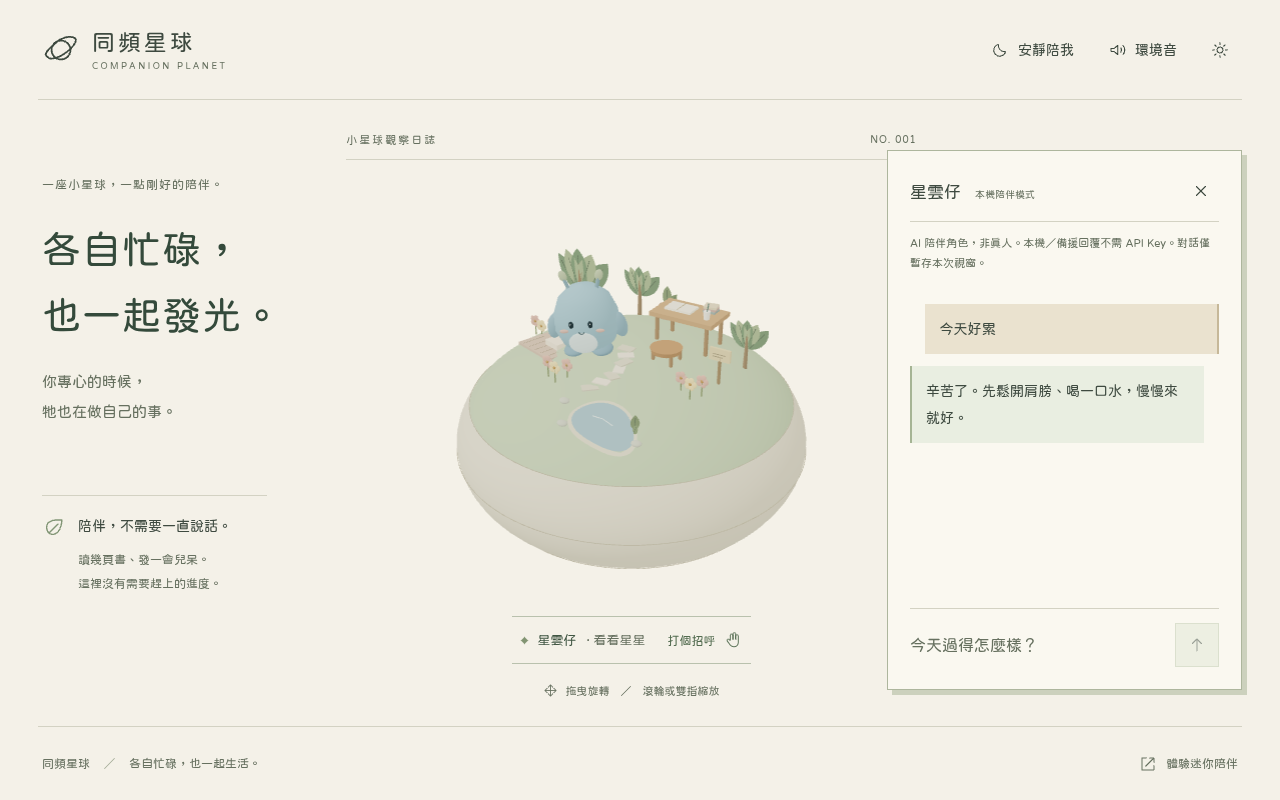 同頻星球
COMPANION PLANET
安靜陪我
環境音
小星球觀察日誌
NO. 001
一座小星球，一點剛好的陪伴。
各自忙碌，
也一起發光。
你專心的時候，
牠也在做自己的事。
陪伴，不需要一直說話。
讀幾頁書、發一會兒呆。
這裡沒有需要趕上的進度。
星雲仔 · 看看星星
打個招呼
拖曳旋轉 ／ 滾輪或雙指縮放
星雲仔 本機陪伴模式
AI 陪伴角色，非真人。本機／備援回覆不需 API Key。對話僅
暫存本次視窗。
今天好累
辛苦了。先鬆開肩膀、喝一口水，慢慢來
就好。
今天過得怎麼樣？
同頻星球 ／ 各自忙碌，也一起生活。
體驗迷你陪伴